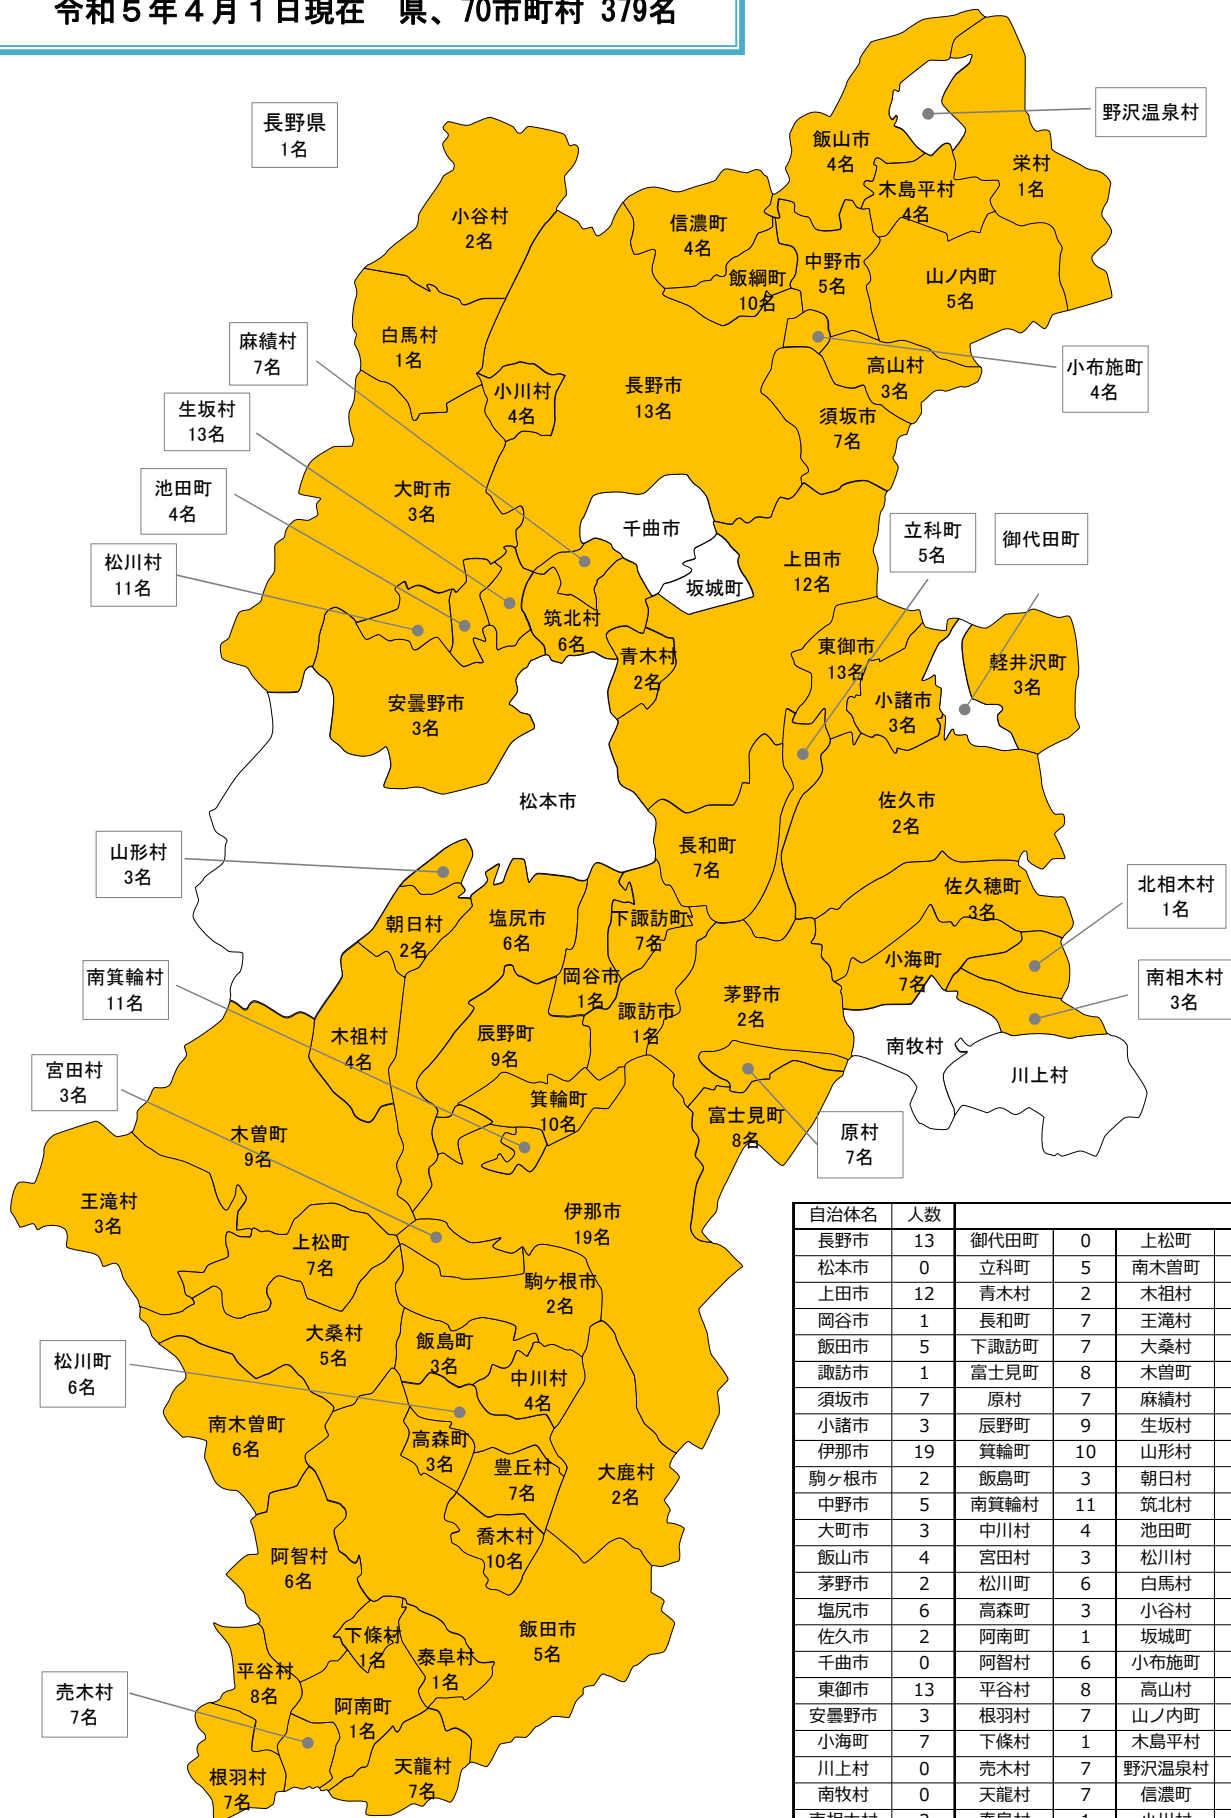 令和５年４月１日現在　県、70市町村 379名
長野県
1名
野沢温泉村
飯山市
4名
栄村
1名
木島平村
4名
小谷村
2名
信濃町
4名
中野市
5名
飯綱町
10名
山ノ内町
5名
白馬村
1名
麻績村
7名
小布施町
4名
高山村
3名
小川村
4名
長野市
13名
須坂市
7名
生坂村
13名
池田町
4名
大町市
3名
千曲市
坂城町
上田市
12名
立科町
5名
御代田町
松川村
11名
筑北村
6名
青木村
2名
東御市
13名
小諸市
3名
軽井沢町
3名
安曇野市
3名
松本市
佐久市
2名
山形村
3名
長和町
7名
佐久穂町
3名
北相木村
1名
朝日村
2名
塩尻市
6名
下諏訪町
7名
岡谷市
1名
諏訪市
1名
小海町
7名
南相木村
3名
南箕輪村
11名
茅野市
2名
木祖村
4名
辰野町
9名
南牧村
川上村
宮田村
3名
箕輪町
10名
富士見町
8名
原村
7名
木曽町
9名
王滝村
3名
伊那市
19名
上松町
7名
駒ヶ根市
2名
大桑村
5名
飯島町
3名
松川町
6名
中川村
4名
南木曽町
6名
高森町
3名
豊丘村
7名
大鹿村
2名
喬木村
10名
阿智村
6名
飯田市
5名
下條村
1名
泰阜村
1名
平谷村
8名
売木村
7名
阿南町
1名
天龍村
7名
根羽村
7名
自治体名 人数
長野市 13 御代田町 0 上松町
松本市 0 立科町 5 南木曽町
上田市 12 青木村 2 木祖村
岡谷市 1 長和町 7 王滝村
飯田市 5 下諏訪町 7 大桑村
諏訪市 1 富士見町 8 木曽町
須坂市 7 原村 7 麻績村
小諸市 3 辰野町 9 生坂村
伊那市 19 箕輪町 10 山形村
駒ヶ根市 2 飯島町 3 朝日村
中野市 5 南箕輪村 11 筑北村
大町市 3 中川村 4 池田町
飯山市 4 宮田村 3 松川村
茅野市 2 松川町 6 白馬村
塩尻市 6 高森町 3 小谷村
佐久市 2 阿南町 1 坂城町
千曲市 0 阿智村 6 小布施町
東御市 13 平谷村 8 高山村
安曇野市 3 根羽村 7 山ノ内町
小海町 7 下條村 1 木島平村
川上村 0 売木村 7 野沢温泉村
南牧村 0 天龍村 7 信濃町
南相木村 3 泰阜村 1 小川村